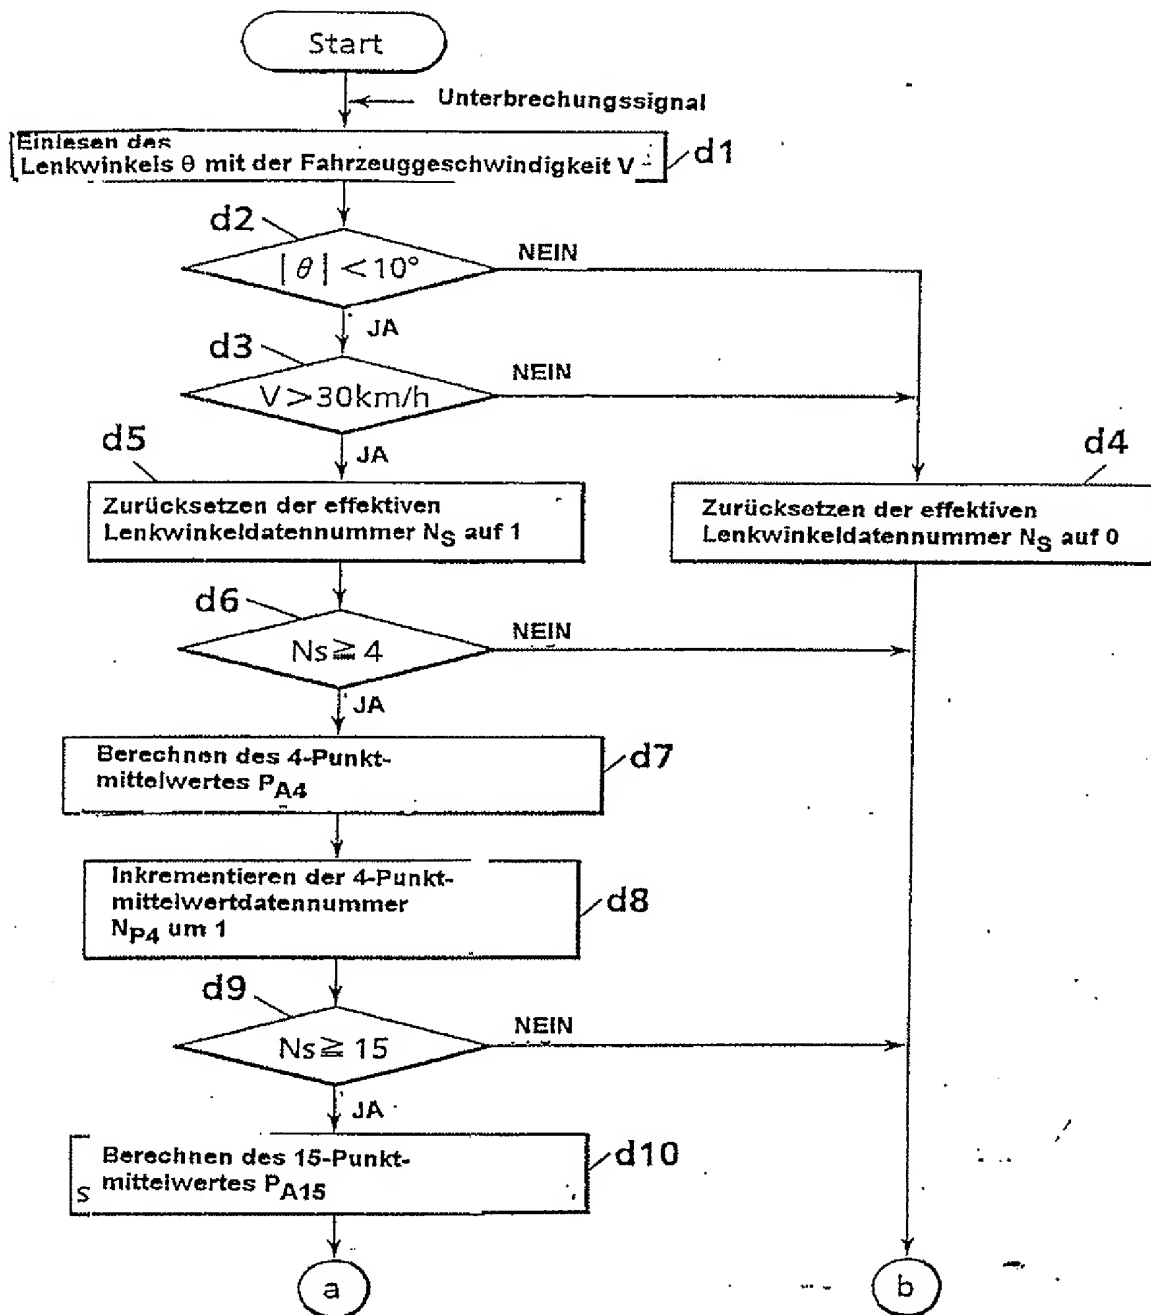 Start
Unterbrechungssignal
Einlesen des
Lenkwinkels θ mit der Fahrzeuggeschwindigkeit V
d1
d2
|θ|<10°
NEIN
JA
d3
V>30km/h
NEIN
JA
d5
Zurücksetzen der effektiven
Lenkwinkeldatennummer NS auf 1
d4
Zurücksetzen der effektiven
Lenkwinkeldatennummer NS auf 0
d6
Ns≧4
NEIN
JA
Berechnen des 4-Punkt-
mittelwertes PA4
d7
Inkrementieren der 4-Punkt-
mittelwertdatennummer
NP4 um 1
d8
d9
Ns≧15
NEIN
JA
Berechnen des 15-Punkt-
mittelwertes PA15
s
d10
a
b